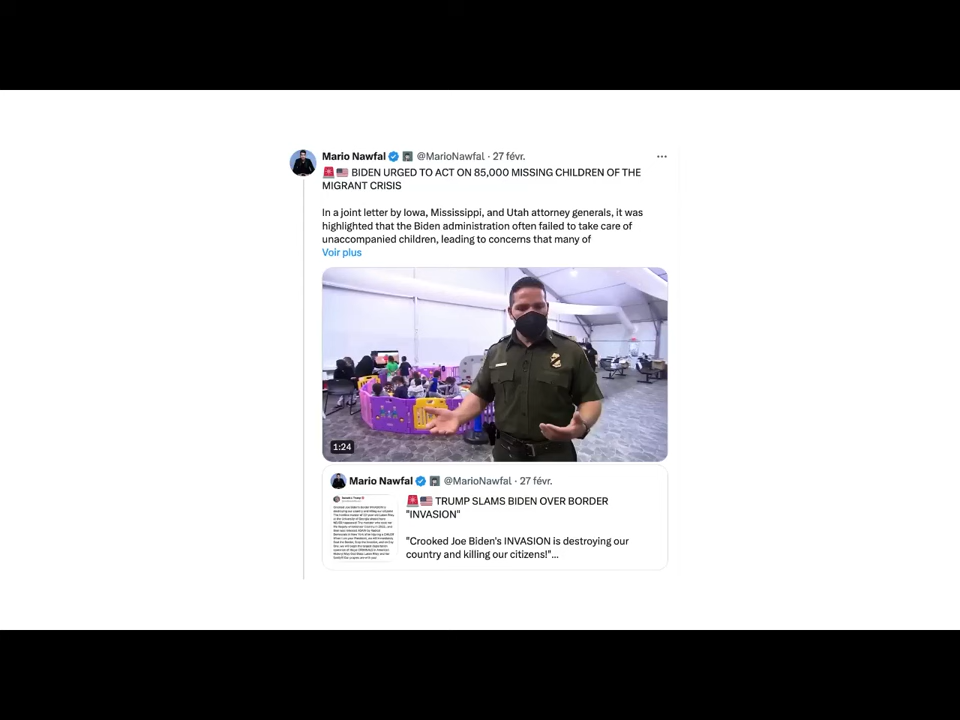 Mario Nawfal @MarioNawfal · 27 févr.
🚨🇺🇸 BIDEN URGED TO ACT ON 85,000 MISSING CHILDREN OF THE
MIGRANT CRISIS
In a joint letter by Iowa, Mississippi, and Utah attorney generals, it was
highlighted that the Biden administration often failed to take care of
unaccompanied children, leading to concerns that many of
Voir plus
1:24
Mario Nawfal @MarioNawfal · 27 févr.
🚨🇺🇸 TRUMP SLAMS BIDEN OVER BORDER
"INVASION"
"Crooked Joe Biden's INVASION is destroying our
country and killing our citizens!"...